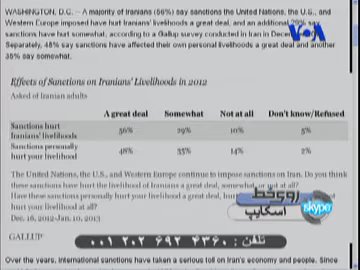 WASHINGTON, D.C. -- A majority of Iranians (56%) say sanctions the United Nations, the U.S., and
Western Europe imposed have hurt Iranians' livelihoods a great deal, and an additional 29% say
sanctions have hurt somewhat, according to a Gallup survey conducted in Iran in December
Separately, 48% say sanctions have affected their own personal livelihoods a great deal and another
35% say somewhat.
VOA
Effects of Sanctions on Iranians' Livelihoods in 2012
Asked of Iranian adults
A great deal Somewhat Not at all Don't know/Refused
Sanctions hurt Iranians' livelihoods 56% 29% 10% 5%
Sanctions personally hurt your livelihood 48% 35% 14% 2%
The United Nations, the U.S., and Western Europe continue to impose sanctions on Iran. Do you think
these sanctions have hurt the livelihood of Iranians a great deal, somewhat, or not at all?
Have these sanctions personally hurt your livelihood a great deal,
hurt your livelihood at all?
Dec. 16, 2012-Jan. 10, 2013
روی خط
اسکایپ
skype
GALLUP
تلفن : ۰۰۱ ۲۰۲ ۶۹۲ ۴۳۶۰
Over the years, international sanctions have taken a serious toll on Iran's economy and people. Since